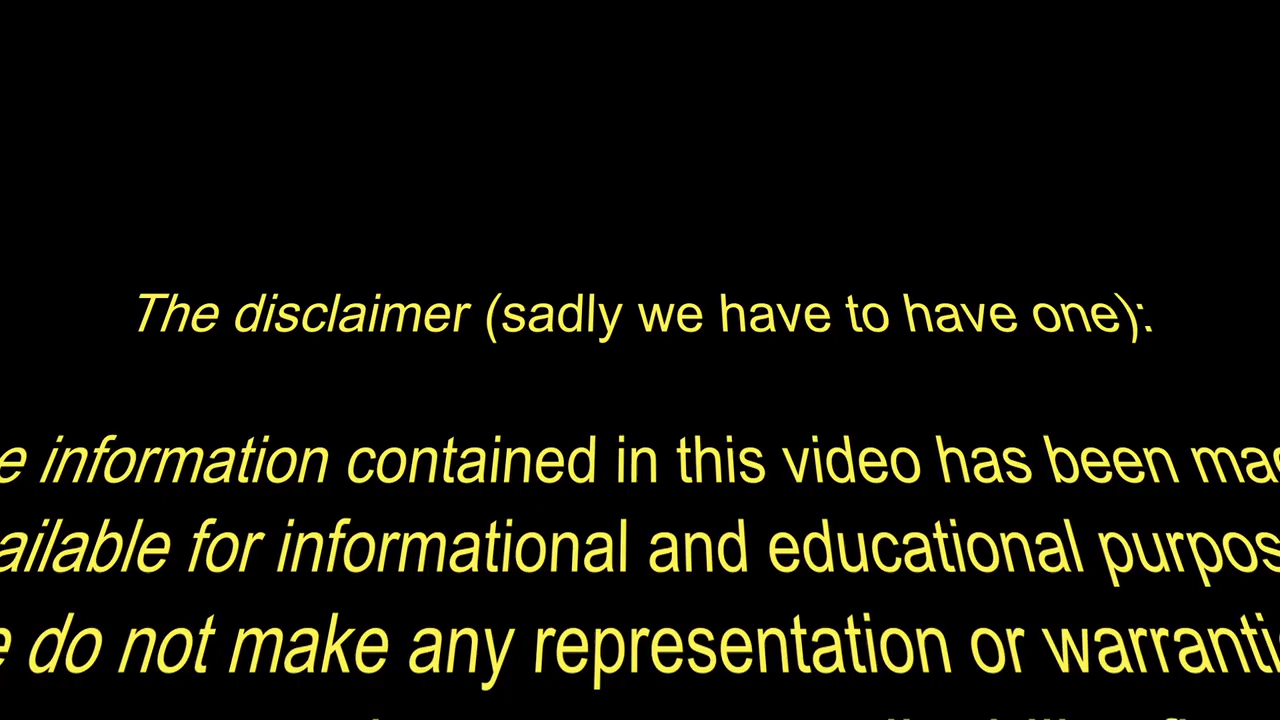 The disclaimer (sadly we have to have one):
e information contained in this video has been mad
ailable for informational and educational purpos
e do not make any representation or warranti